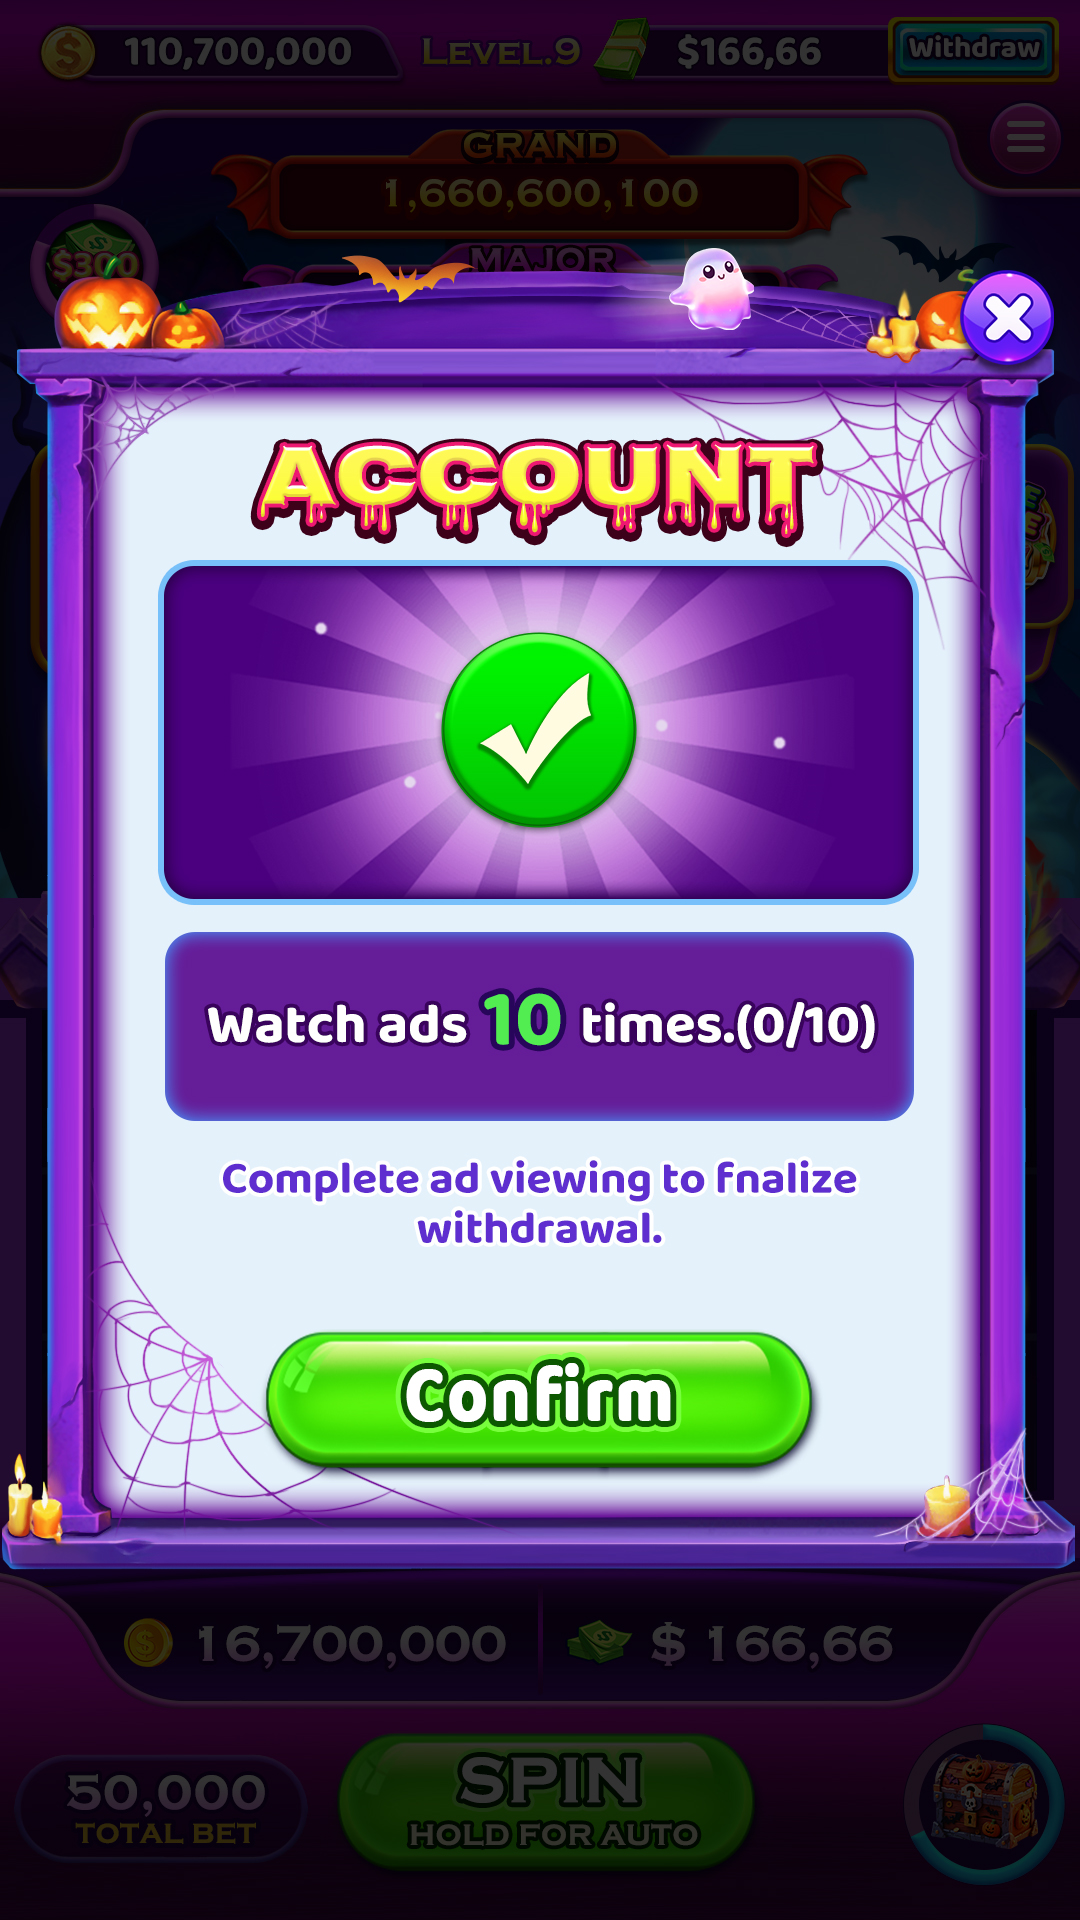 110,700,000
LEVEL.9
$166,66
Withdraw
GRAND
1,660,600,100
MAJOR
$300
ACCOUNT
Watch ads 10 times.(0/10)
Complete ad viewing to fnalize
withdrawal.
Confirm
16,700,000
$ 166,66
50,000
TOTAL BET
SPIN
HOLD FOR AUTO